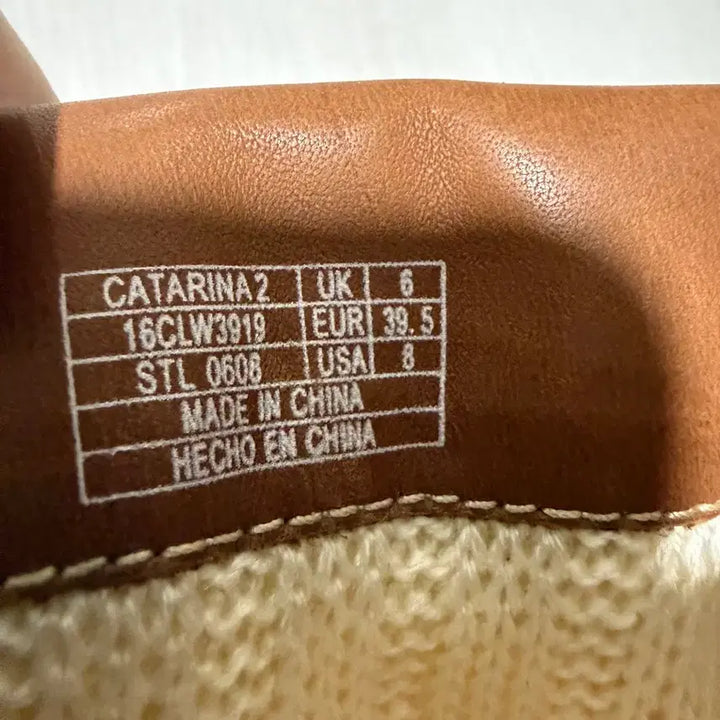 CATARINA2 UK 6
16CLW3919 EUR 39.5
STL 0608 USA 8
MADE IN CHINA
HECHO EN CHINA